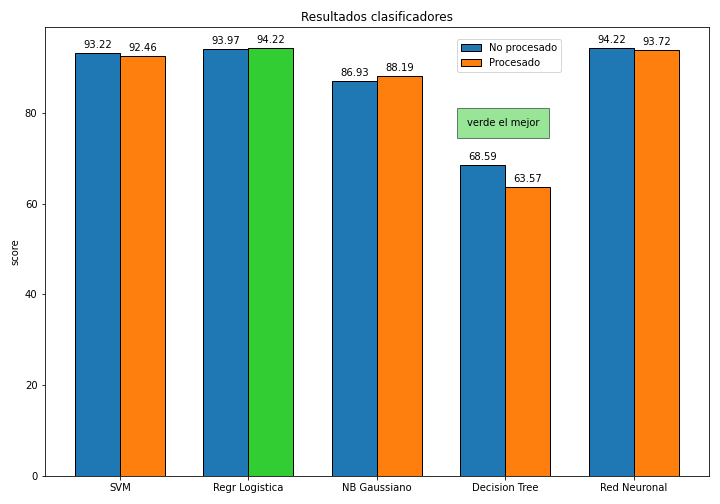 Resultados clasificadores
93.22
92.46
93.97
94.22
86.93
88.19
68.59
63.57
94.22
93.72
No procesado
Procesado
verde el mejor
score
80
60
40
20
0
SVM
Regr Logistica
NB Gaussiano
Decision Tree
Red Neuronal